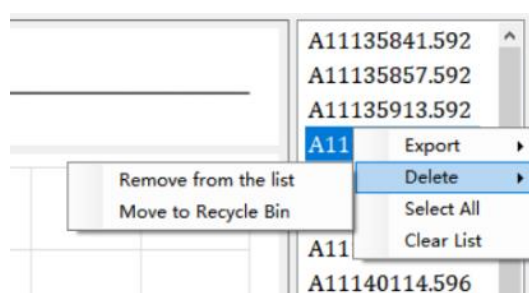 A11135841.592
A11135857.592
A11135913.592
A11
Export
Delete
Select All
Clear List
Remove from the list
Move to Recycle Bin
A11
A11140114.596